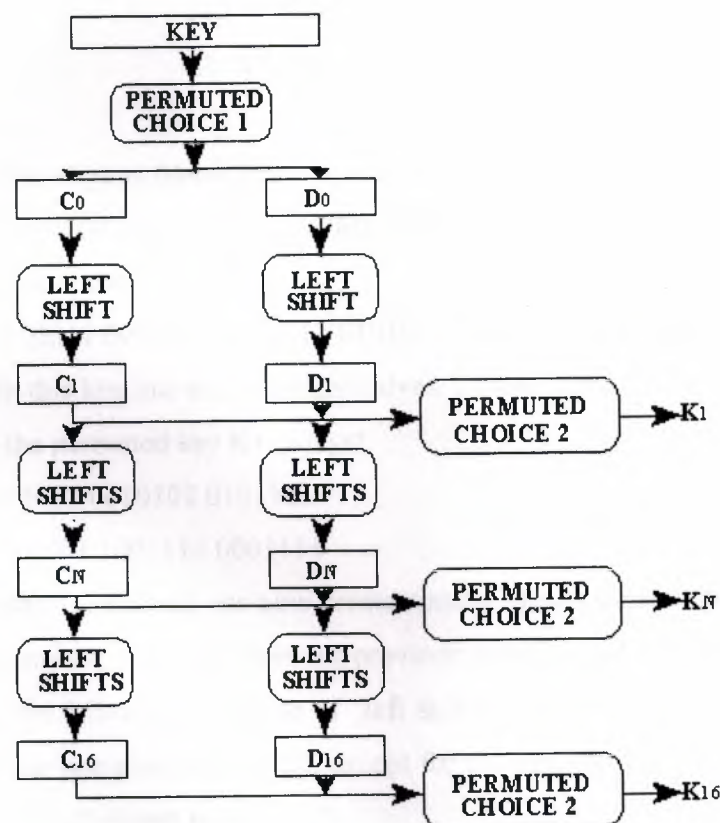 KEY
PERMUTED
CHOICE 1
C0 D0
LEFT
SHIFT
LEFT
SHIFT
C1 D1
PERMUTED
CHOICE 2
K1
LEFT
SHIFTS
LEFT
SHIFTS
CN DN
PERMUTED
CHOICE 2
KN
LEFT
SHIFTS
LEFT
SHIFTS
C16 D16
PERMUTED
CHOICE 2
K16